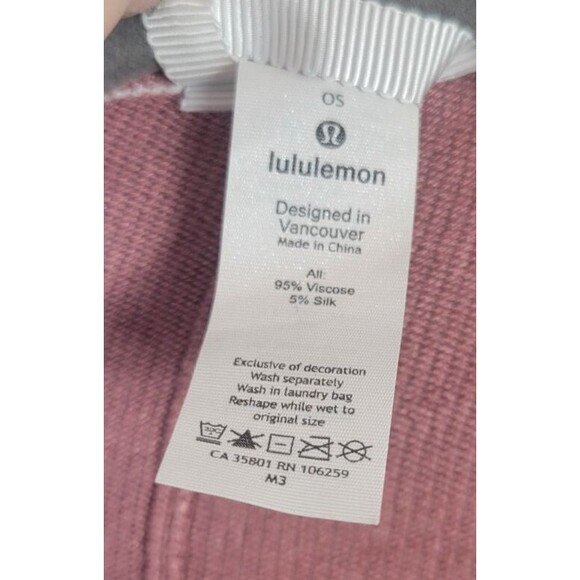 OS
lululemon
Designed in
Vancouver
Made in China
All:
95% Viscose
5% Silk
Exclusive of decoration
Wash separately
Wash in laundry bag
Reshape while wet to
original size
CA 35801 RN 106259
M3